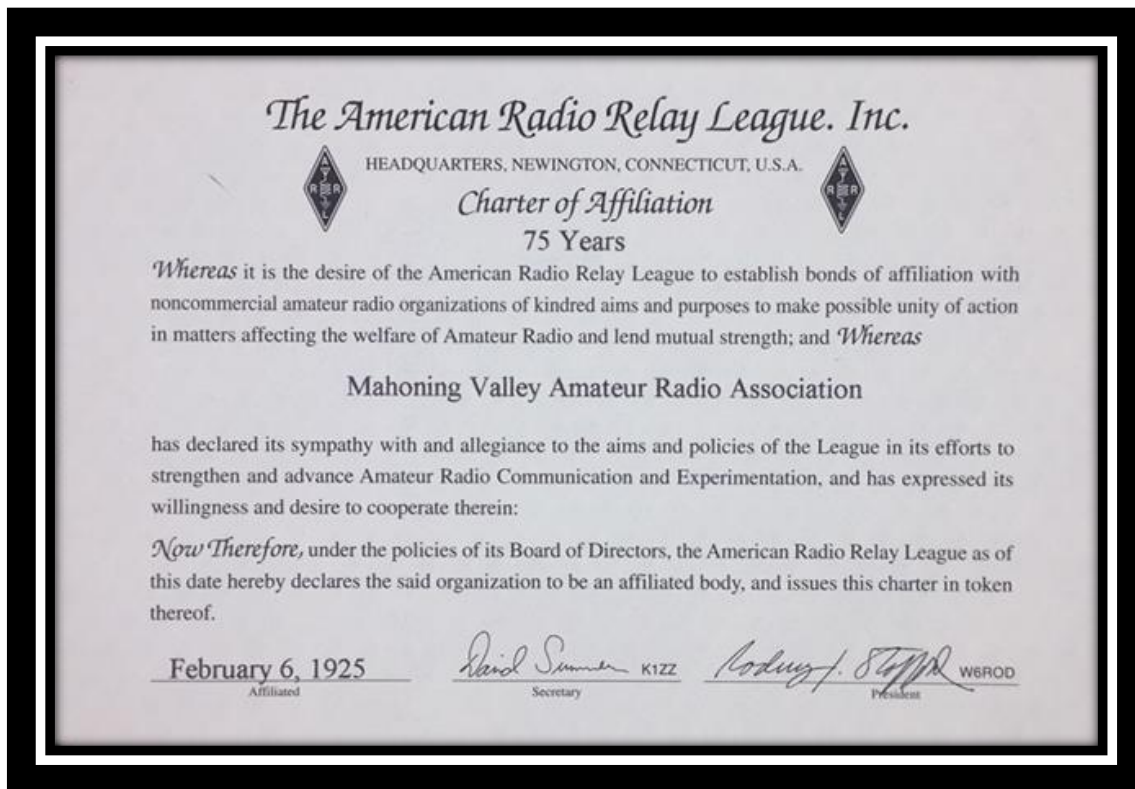 The American Radio Relay League. Inc.
HEADQUARTERS, NEWINGTON, CONNECTICUT, U.S.A.
A
R R
L
A
R R
L
Charter of Affiliation
75 Years
Whereas it is the desire of the American Radio Relay League to establish bonds of affiliation with
noncommercial amateur radio organizations of kindred aims and purposes to make possible unity of action
in matters affecting the welfare of Amateur Radio and lend mutual strength; and Whereas
Mahoning Valley Amateur Radio Association
has declared its sympathy with and allegiance to the aims and policies of the League in its efforts to
strengthen and advance Amateur Radio Communication and Experimentation, and has expressed its
willingness and desire to cooperate therein:
Now Therefore, under the policies of its Board of Directors, the American Radio Relay League as of
this date hereby declares the said organization to be an affiliated body, and issues this charter in token
thereof.
February 6, 1925 David Sumner K1ZZ Rodney J. Stafford W6ROD
Affiliated Secretary President